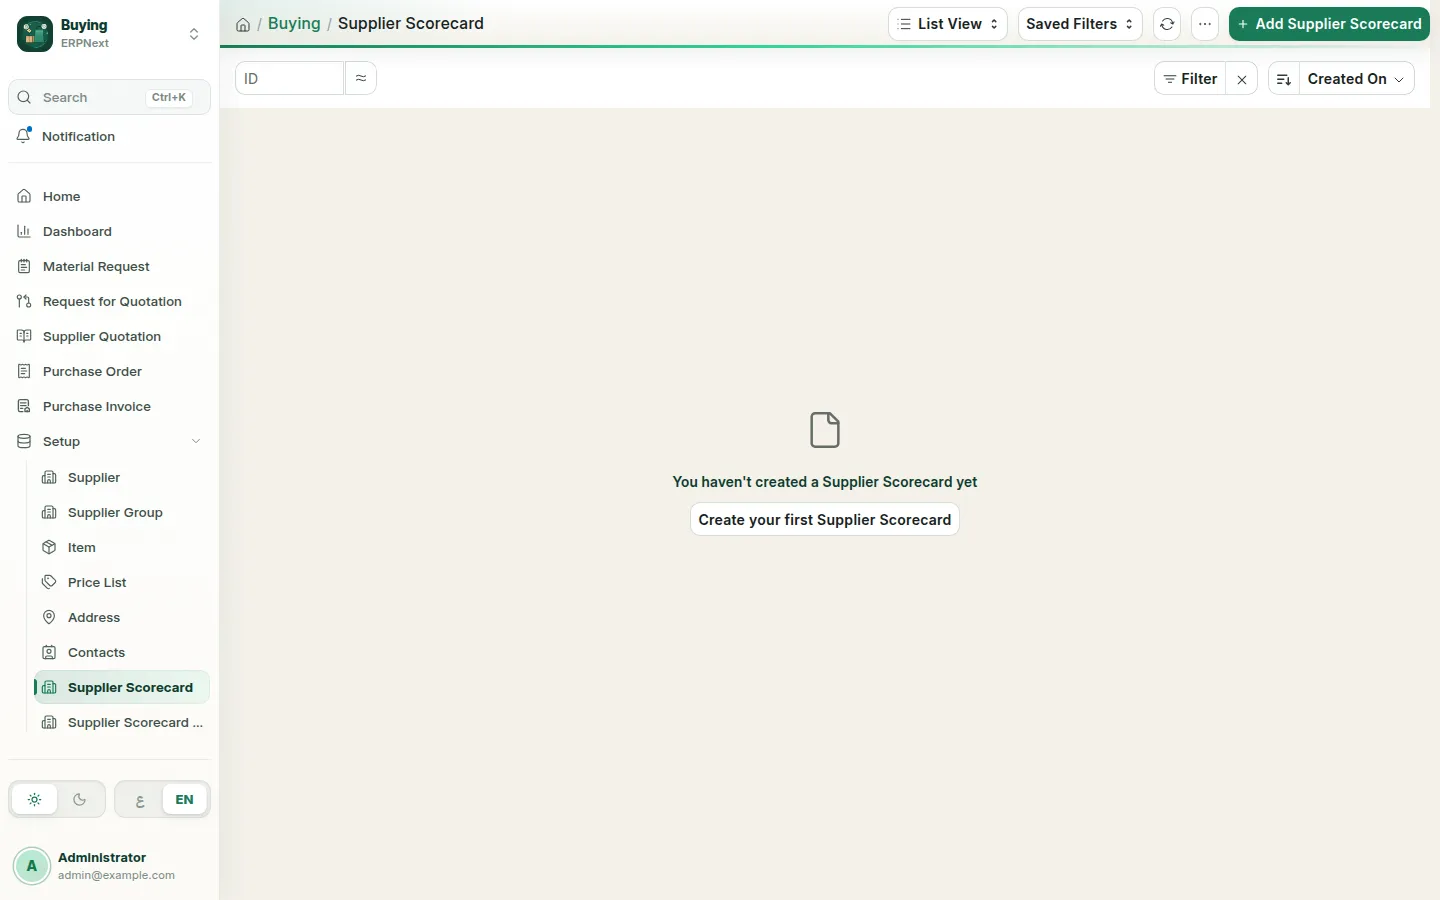 Buying
ERPNext
Search
Ctrl+K
Notification
Home
Dashboard
Material Request
Request for Quotation
Supplier Quotation
Purchase Order
Purchase Invoice
Setup
Supplier
Supplier Group
Item
Price List
Address
Contacts
Supplier Scorecard
Supplier Scorecard ...
ع
EN
A
Administrator
admin@example.com
/ Buying / Supplier Scorecard
List View
Saved Filters
+ Add Supplier Scorecard
ID
≈
Filter
Created On
You haven't created a Supplier Scorecard yet
Create your first Supplier Scorecard